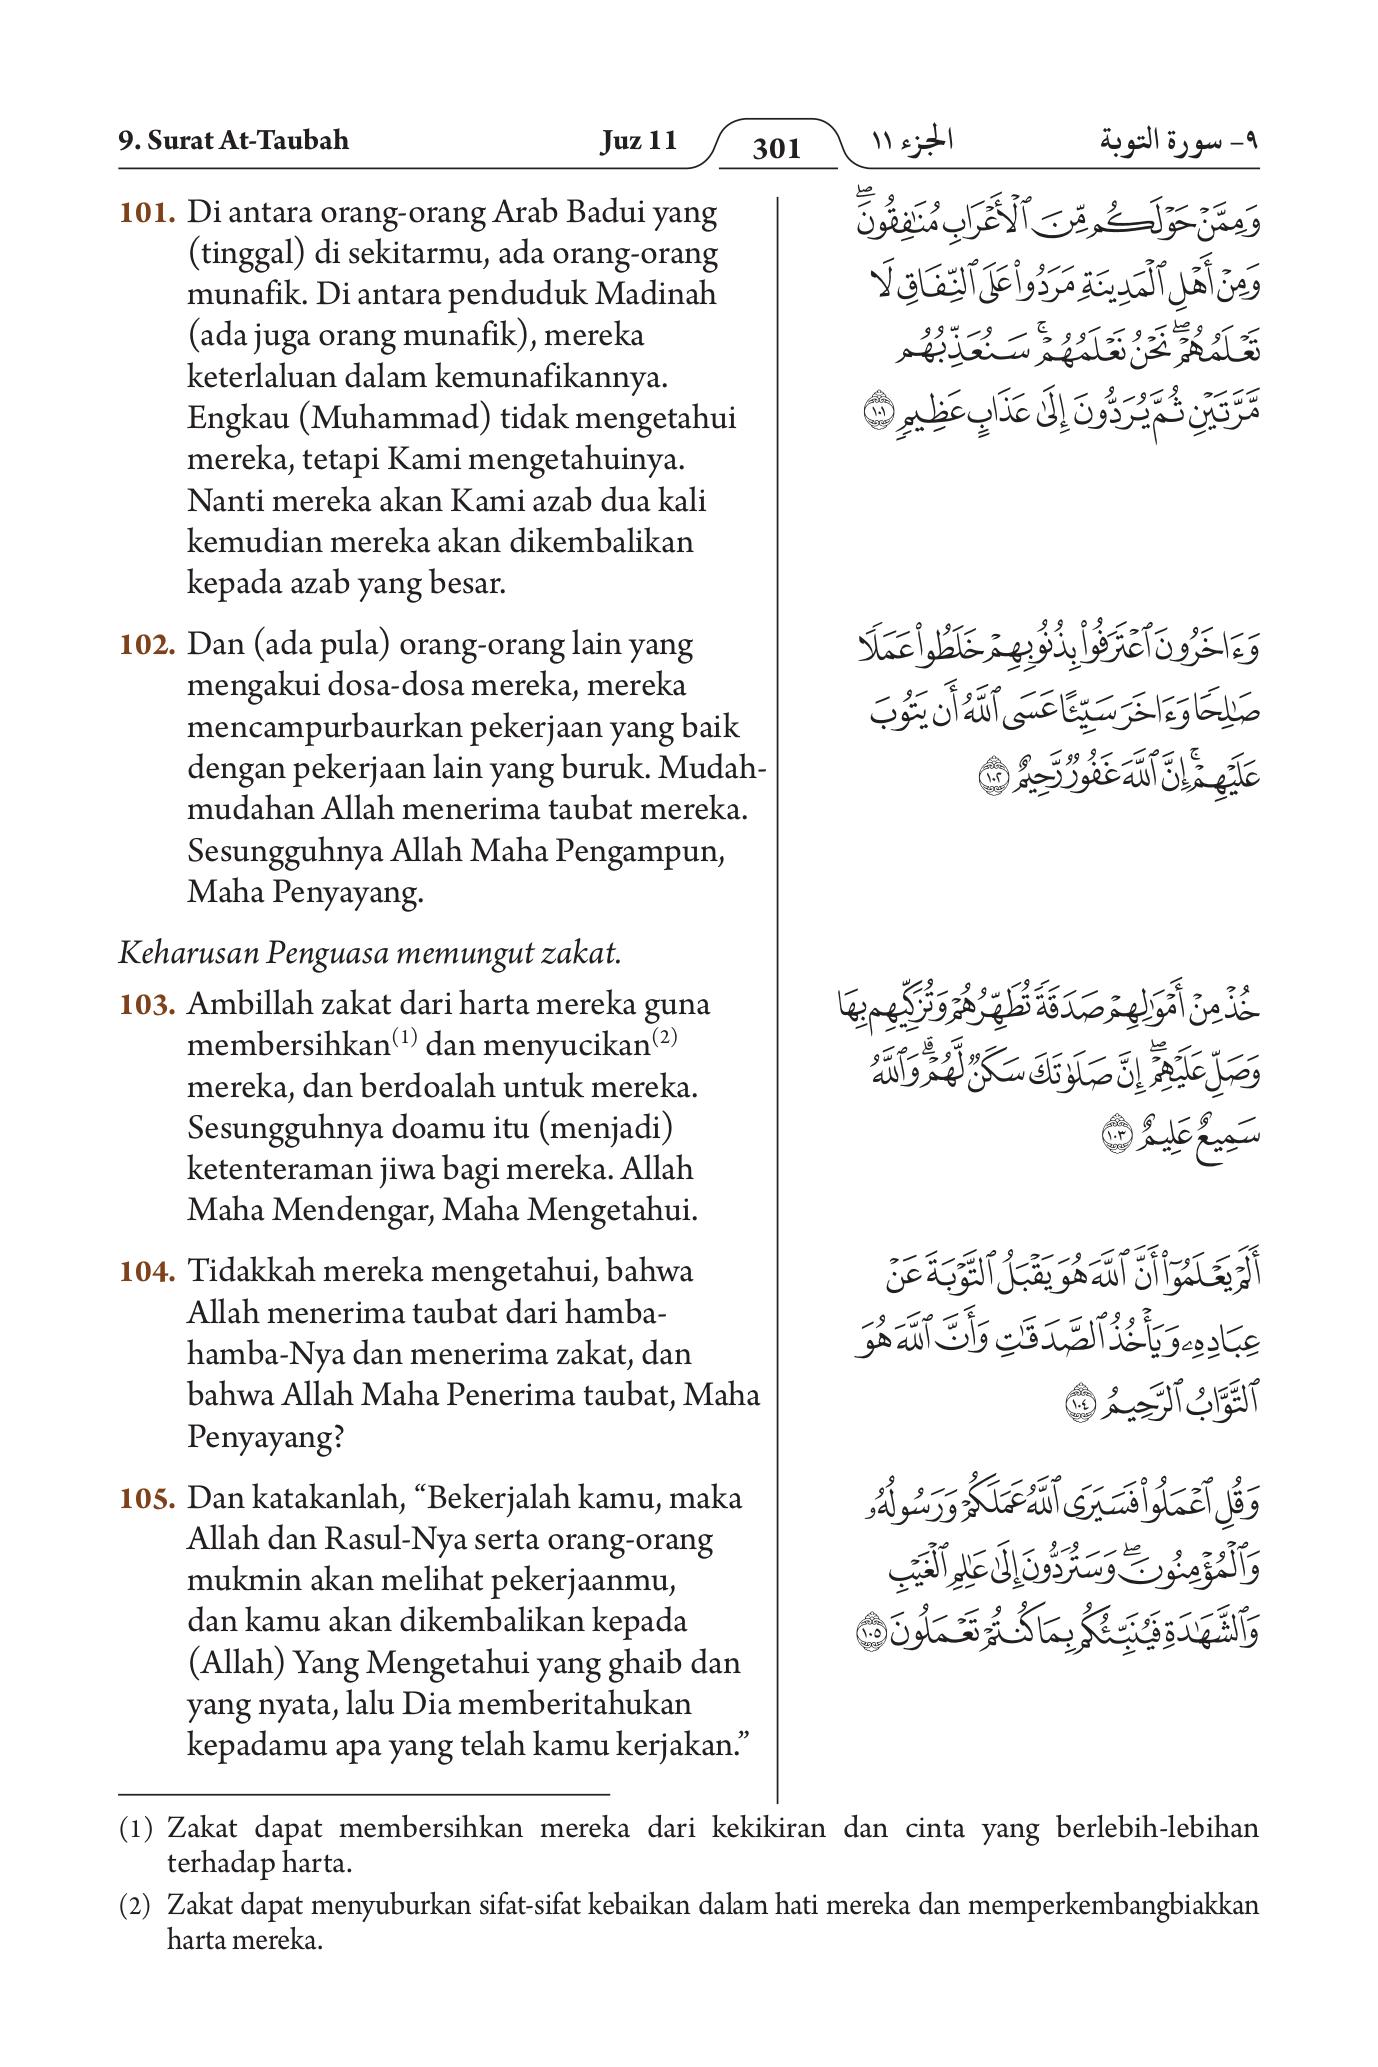 9. Surat At-Taubah Juz 11 301 الجزء ١١ ٩- سورة التوبة
101. Di antara orang-orang Arab Badui yang
(tinggal) di sekitarmu, ada orang-orang
munafik. Di antara penduduk Madinah
(ada juga orang munafik), mereka
keterlaluan dalam kemunafikannya.
Engkau (Muhammad) tidak mengetahui
mereka, tetapi Kami mengetahuinya.
Nanti mereka akan Kami azab dua kali
kemudian mereka akan dikembalikan
kepada azab yang besar.
وَمِمَّنۡ حَوۡلَكُم مِّنَ ٱلۡأَعۡرَابِ مُنَٰفِقُونَۖ
وَمِنۡ أَهۡلِ ٱلۡمَدِينَةِ مَرَدُواْ عَلَى ٱلنِّفَاقِ لَا
تَعۡلَمُهُمۡۖ نَحۡنُ نَعۡلَمُهُمۡۚ سَنُعَذِّبُهُم
مَّرَّتَيۡنِ ثُمَّ يُرَدُّونَ إِلَىٰ عَذَابٍ عَظِيمٖ ١٠١
102. Dan (ada pula) orang-orang lain yang
mengakui dosa-dosa mereka, mereka
mencampurbaurkan pekerjaan yang baik
dengan pekerjaan lain yang buruk. Mudah-
mudahan Allah menerima taubat mereka.
Sesungguhnya Allah Maha Pengampun,
Maha Penyayang.
وَءَاخَرُونَ ٱعۡتَرَفُواْ بِذُنُوبِهِمۡ خَلَطُواْ عَمَلٗا
صَٰلِحٗا وَءَاخَرَ سَيِّئًا عَسَى ٱللَّهُ أَن يَتُوبَ
عَلَيۡهِمۡۚ إِنَّ ٱللَّهَ غَفُورٞ رَّحِيمٌ ١٠٢
Keharusan Penguasa memungut zakat.
103. Ambillah zakat dari harta mereka guna
membersihkan(1) dan menyucikan(2)
mereka, dan berdoalah untuk mereka.
Sesungguhnya doamu itu (menjadi)
ketenteraman jiwa bagi mereka. Allah
Maha Mendengar, Maha Mengetahui.
خُذۡ مِنۡ أَمۡوَٰلِهِمۡ صَدَقَةٗ تُطَهِّرُهُمۡ وَتُزَكِّيهِم بِهَا
وَصَلِّ عَلَيۡهِمۡۖ إِنَّ صَلَوٰتَكَ سَكَنٞ لَّهُمۡۗ وَٱللَّهُ
سَمِيعٌ عَلِيمٌ ١٠٣
104. Tidakkah mereka mengetahui, bahwa
Allah menerima taubat dari hamba-
hamba-Nya dan menerima zakat, dan
bahwa Allah Maha Penerima taubat, Maha
Penyayang?
أَلَمۡ يَعۡلَمُوٓاْ أَنَّ ٱللَّهَ هُوَ يَقۡبَلُ ٱلتَّوۡبَةَ عَنۡ
عِبَادِهِۦ وَيَأۡخُذُ ٱلصَّدَقَٰتِ وَأَنَّ ٱللَّهَ هُوَ
ٱلتَّوَّابُ ٱلرَّحِيمُ ١٠٤
105. Dan katakanlah, “Bekerjalah kamu, maka
Allah dan Rasul-Nya serta orang-orang
mukmin akan melihat pekerjaanmu,
dan kamu akan dikembalikan kepada
(Allah) Yang Mengetahui yang ghaib dan
yang nyata, lalu Dia memberitahukan
kepadamu apa yang telah kamu kerjakan.”
وَقُلِ ٱعۡمَلُواْ فَسَيَرَى ٱللَّهُ عَمَلَكُمۡ وَرَسُولُهُۥ
وَٱلۡمُؤۡمِنُونَۖ وَسَتُرَدُّونَ إِلَىٰ عَٰلِمِ ٱلۡغَيۡبِ
وَٱلشَّهَٰدَةِ فَيُنَبِّئُكُم بِمَا كُنتُمۡ تَعۡمَلُونَ ١٠٥
(1) Zakat dapat membersihkan mereka dari kekikiran dan cinta yang berlebih-lebihan
terhadap harta.
(2) Zakat dapat menyuburkan sifat-sifat kebaikan dalam hati mereka dan memperkembangbiakkan
harta mereka.